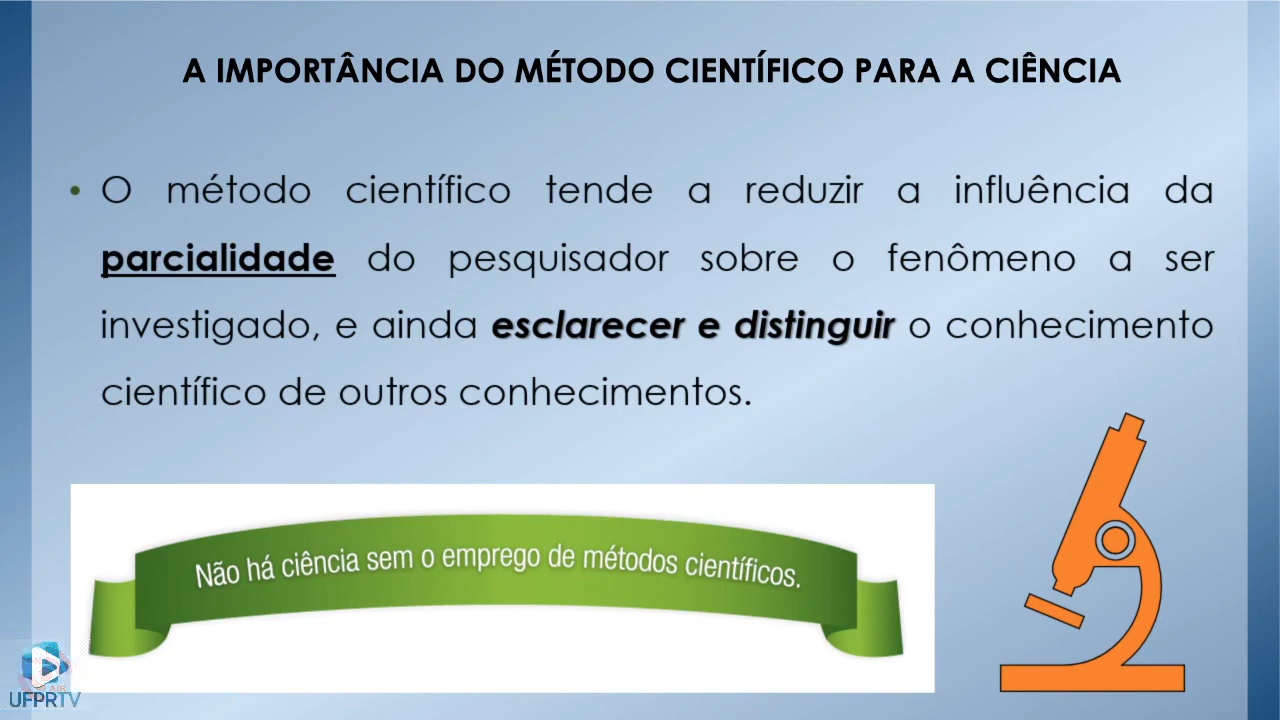 A IMPORTÂNCIA DO MÉTODO CIENTÍFICO PARA A CIÊNCIA
• O método científico tende a reduzir a influência da
parcialidade do pesquisador sobre o fenômeno a ser
investigado, e ainda esclarecer e distinguir o conhecimento
científico de outros conhecimentos.
Não há ciência sem o emprego de métodos científicos.
UFPRTV